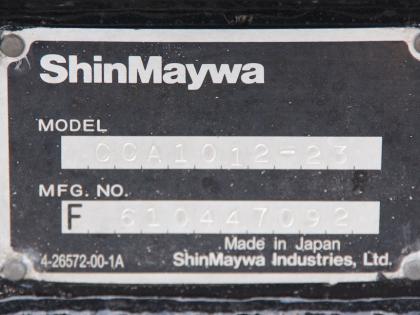 ShinMaywa
MODEL
CCA1012-23
MFG. NO.
F 610447092
Made in Japan
4-26572-00-1A ShinMaywa Industries, Ltd.